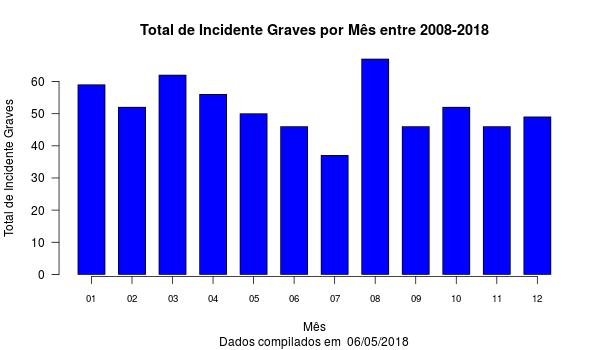 Total de Incidente Graves por Mês entre 2008-2018
Total de Incidente Graves
60
50
40
30
20
10
0
01 02 03 04 05 06 07 08 09 10 11 12
Mês
Dados compilados em 06/05/2018